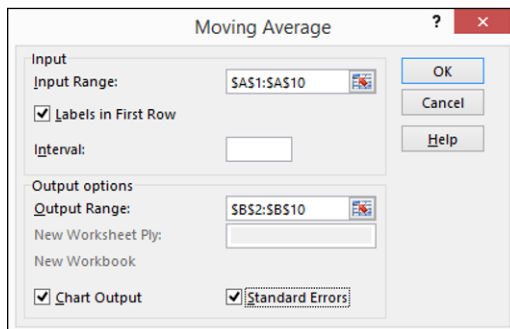 Moving Average
?
×
Input
Input Range:
$A$1:$A$10
Labels in First Row
Interval:
OK
Cancel
Help
Output options
Output Range:
$B$2:$B$10
New Worksheet Ply:
New Workbook
Chart Output
Standard Errors